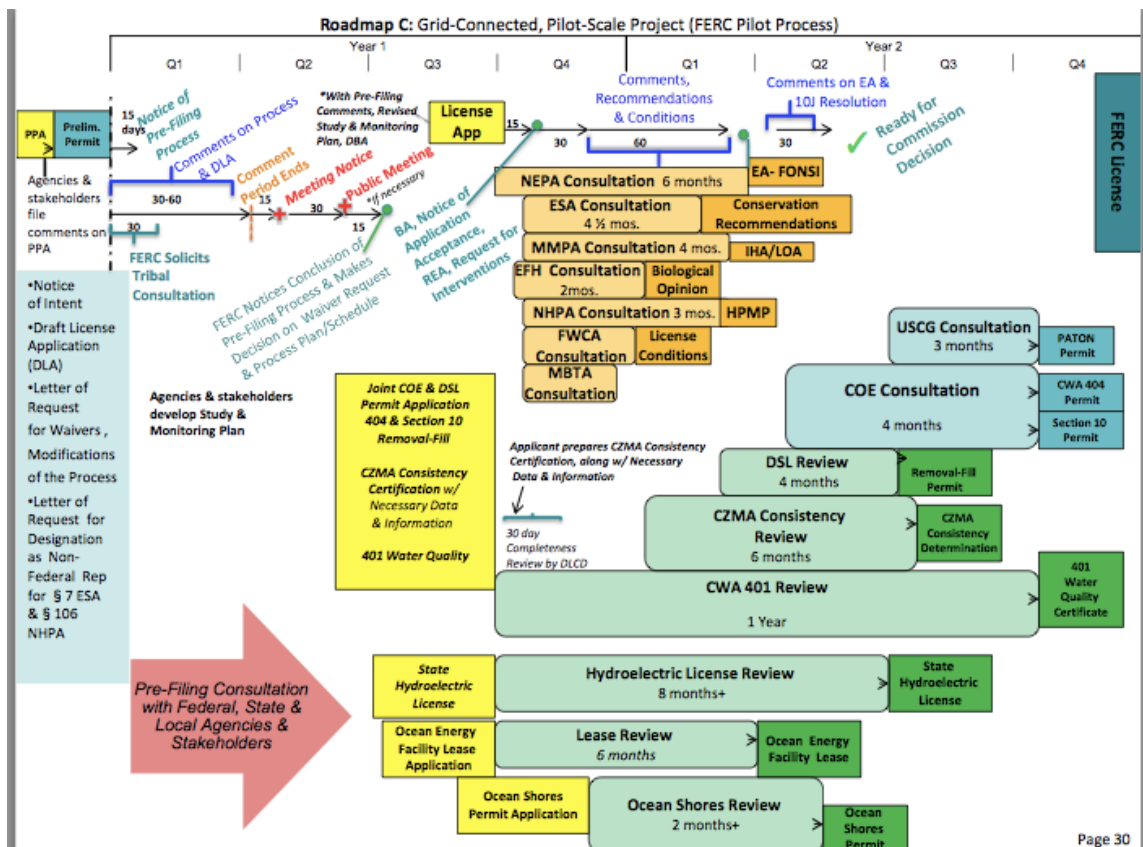 Roadmap C: Grid-Connected, Pilot-Scale Project (FERC Pilot Process)
Year 1
Year 2
Q1
Q2
Q3
Q4
Q1
Q2
Q3
Q4
PPA
Prelim.
Permit
15
days
Notice of
Pre-Filing
Process
Comments on Process
& DLA
Comment
Period Ends
Meeting Notice
Public Meeting
*If necessary
*With Pre-Filing
Comments, Revised
Study & Monitoring
Plan, DBA
License
App
15
30
60
Comments,
Recommendations
& Conditions
Comments on EA &
10J Resolution
30
✓
Ready for
Commission
Decision
FERC License
Agencies &
stakeholders
file
comments on
PPA
30-60
15
30
15
30
FERC Solicits
Tribal
Consultation
FERC Notices Conclusion of
Pre-Filing Process & Makes
Decision on Waiver Request
& Process Plan/Schedule
BA, Notice of
Application
Acceptance,
REA, Request for
Interventions
NEPA Consultation 6 months
EA- FONSI
ESA Consultation
4 ½ mos.
Conservation
Recommendations
MMPA Consultation 4 mos.
IHA/LOA
EFH Consultation
2mos.
Biological
Opinion
NHPA Consultation 3 mos.
HPMP
FWCA
Consultation
License
Conditions
MBTA
Consultation
•Notice
of Intent
•Draft License
Application
(DLA)
•Letter of
Request
for Waivers ,
Modifications
of the Process
•Letter of
Request for
Designation
as Non-
Federal Rep
for § 7 ESA
& § 106
NHPA
Agencies & stakeholders
develop Study &
Monitoring Plan
Joint COE & DSL
Permit Application
404 & Section 10
Removal-Fill
CZMA Consistency
Certification w/
Necessary Data
& Information
401 Water Quality
Applicant prepares CZMA Consistency
Certification, along w/ Necessary
Data & Information
30 day
Completeness
Review by DLCD
USCG Consultation
3 months
PATON
Permit
COE Consultation
4 months
CWA 404
Permit
Section 10
Permit
DSL Review
4 months
Removal-Fill
Permit
CZMA Consistency
Review
6 months
CZMA
Consistency
Determination
CWA 401 Review
1 Year
401
Water
Quality
Certificate
Pre-Filing Consultation
with Federal, State &
Local Agencies &
Stakeholders
State
Hydroelectric
License
Hydroelectric License Review
8 months+
State
Hydroelectric
License
Ocean Energy
Facility Lease
Application
Lease Review
6 months
Ocean Energy
Facility Lease
Ocean Shores
Permit Application
Ocean Shores Review
2 months+
Ocean
Shores
Permit
Page 30